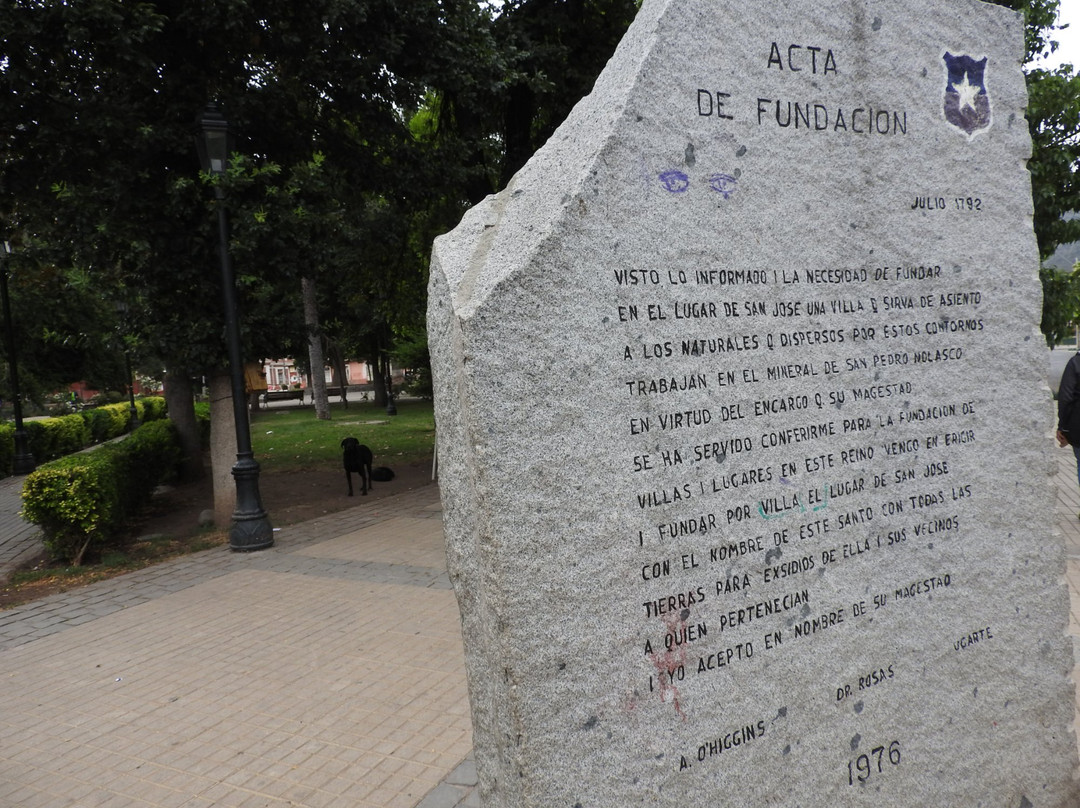 ACTA
DE FUNDACION
JULIO 1792
VISTO LO INFORMADO I LA NECESIDAD DE FUNDAR
EN EL LUGAR DE SAN JOSE UNA VILLA Q SIRVA DE ASIENTO
A LOS NATURALES Q DISPERSOS POR ESTOS CONTORNOS
TRABAJAN EN EL MINERAL DE SAN PEDRO NOLASCO
EN VIRTUD DEL ENCARGO Q SU MAGESTAD
SE HA SERVIDO CONFERIRME PARA LA FUNDACION DE
VILLAS I LUGARES EN ESTE REINO VENGO EN ERIGIR
I FUNDAR POR VILLA EL LUGAR DE SAN JOSE
CON EL NOMBRE DE ESTE SANTO CON TODAS LAS
TIERRAS PARA EXSIDIOS DE ELLA I SUS VECINOS
A QUIEN PERTENECIAN
I YO ACEPTO EN NOMBRE DE SU MAGESTAD
A. O'HIGGINS DR. ROSAS UGARTE
1976